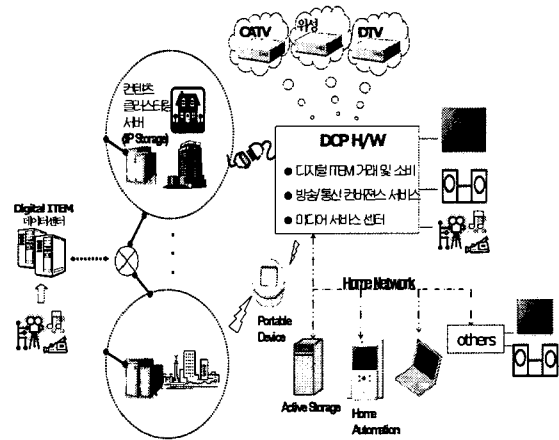 CATV
위성
DTV
컨텐츠
클러스터링
서버
(IP Storage)
DCP H/W
● 디지털 ITEM 거래 및 소비
● 방송/통신 컨버전스 서비스
● 미디어 서비스 센터
Digital ITEM
데이터센터
Home Network
Portable
Device
others
Active Storage
Home
Automation